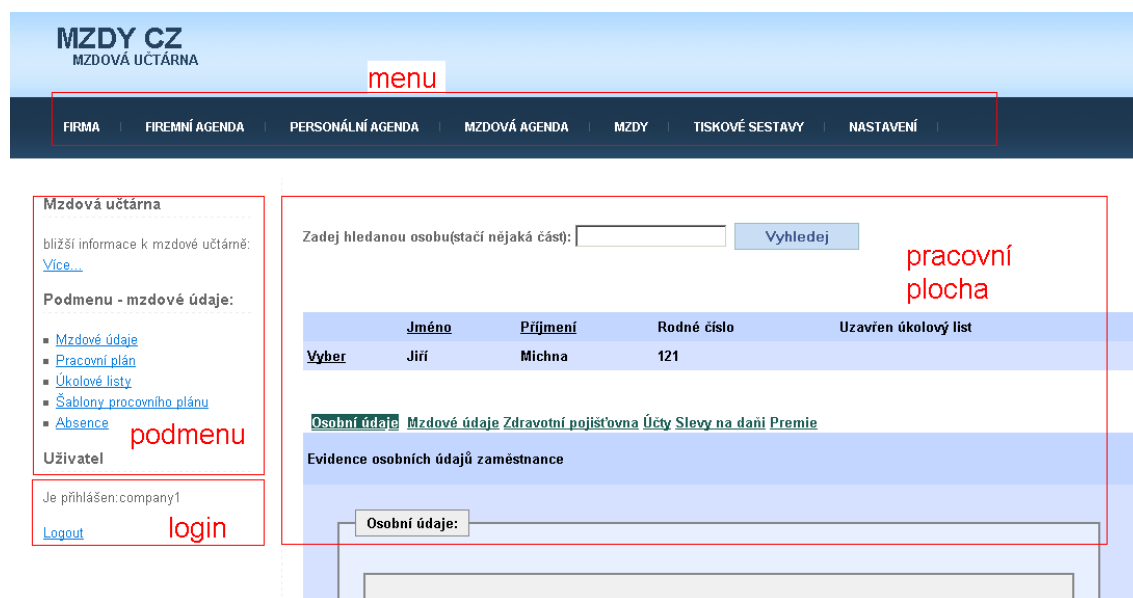 MZDY CZ
MZDOVÁ UČTÁRNA
menu
FIRMA FIREMNÍ AGENDA PERSONÁLNÍ AGENDA MZDOVÁ AGENDA MZDY TISKOVÉ SESTAVY NASTAVENÍ
Mzdová učtárna
bližší informace k mzdové učtárně:
Více...
Podmenu - mzdové údaje:
Mzdové údaje
Pracovní plán
Úkolové listy
Šablony procovního plánu
Absence
podmenu
Uživatel
Je přihlášen:company1
Logout
login
Zadej hledanou osobu(stačí nějaká část): Vyhledej
pracovní
plocha
Jméno Příjmení Rodné číslo Uzavřen úkolový list
Vyber Jiří Michna 121
Osobní údaje Mzdové údaje Zdravotní pojišťovna Účty Slevy na dani Premie
Evidence osobních údajů zaměstnance
Osobní údaje: